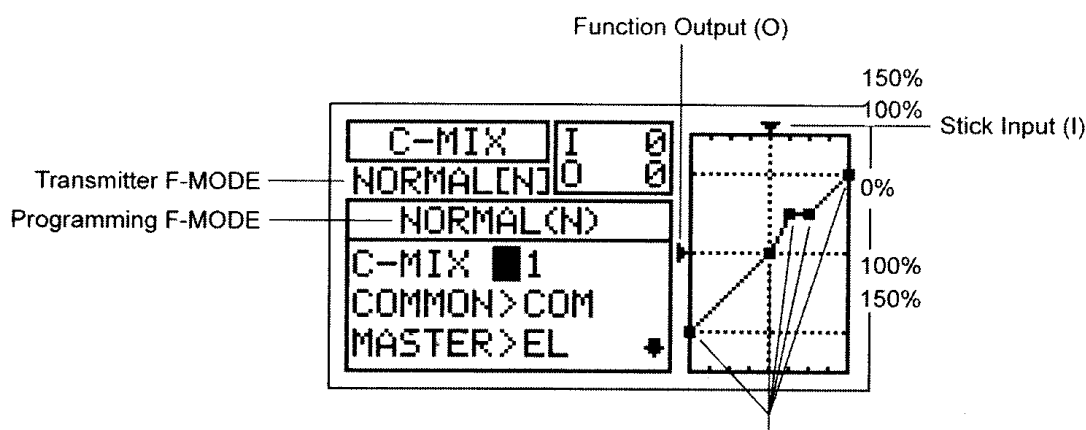 Function Output (O)
150%
100%
Stick Input (I)
C-MIX
I 0
Transmitter F-MODE
NORMAL[N]
O 0
0%
Programming F-MODE
NORMAL(N)
C-MIX 1
100%
COMMON>COM
150%
MASTER>EL